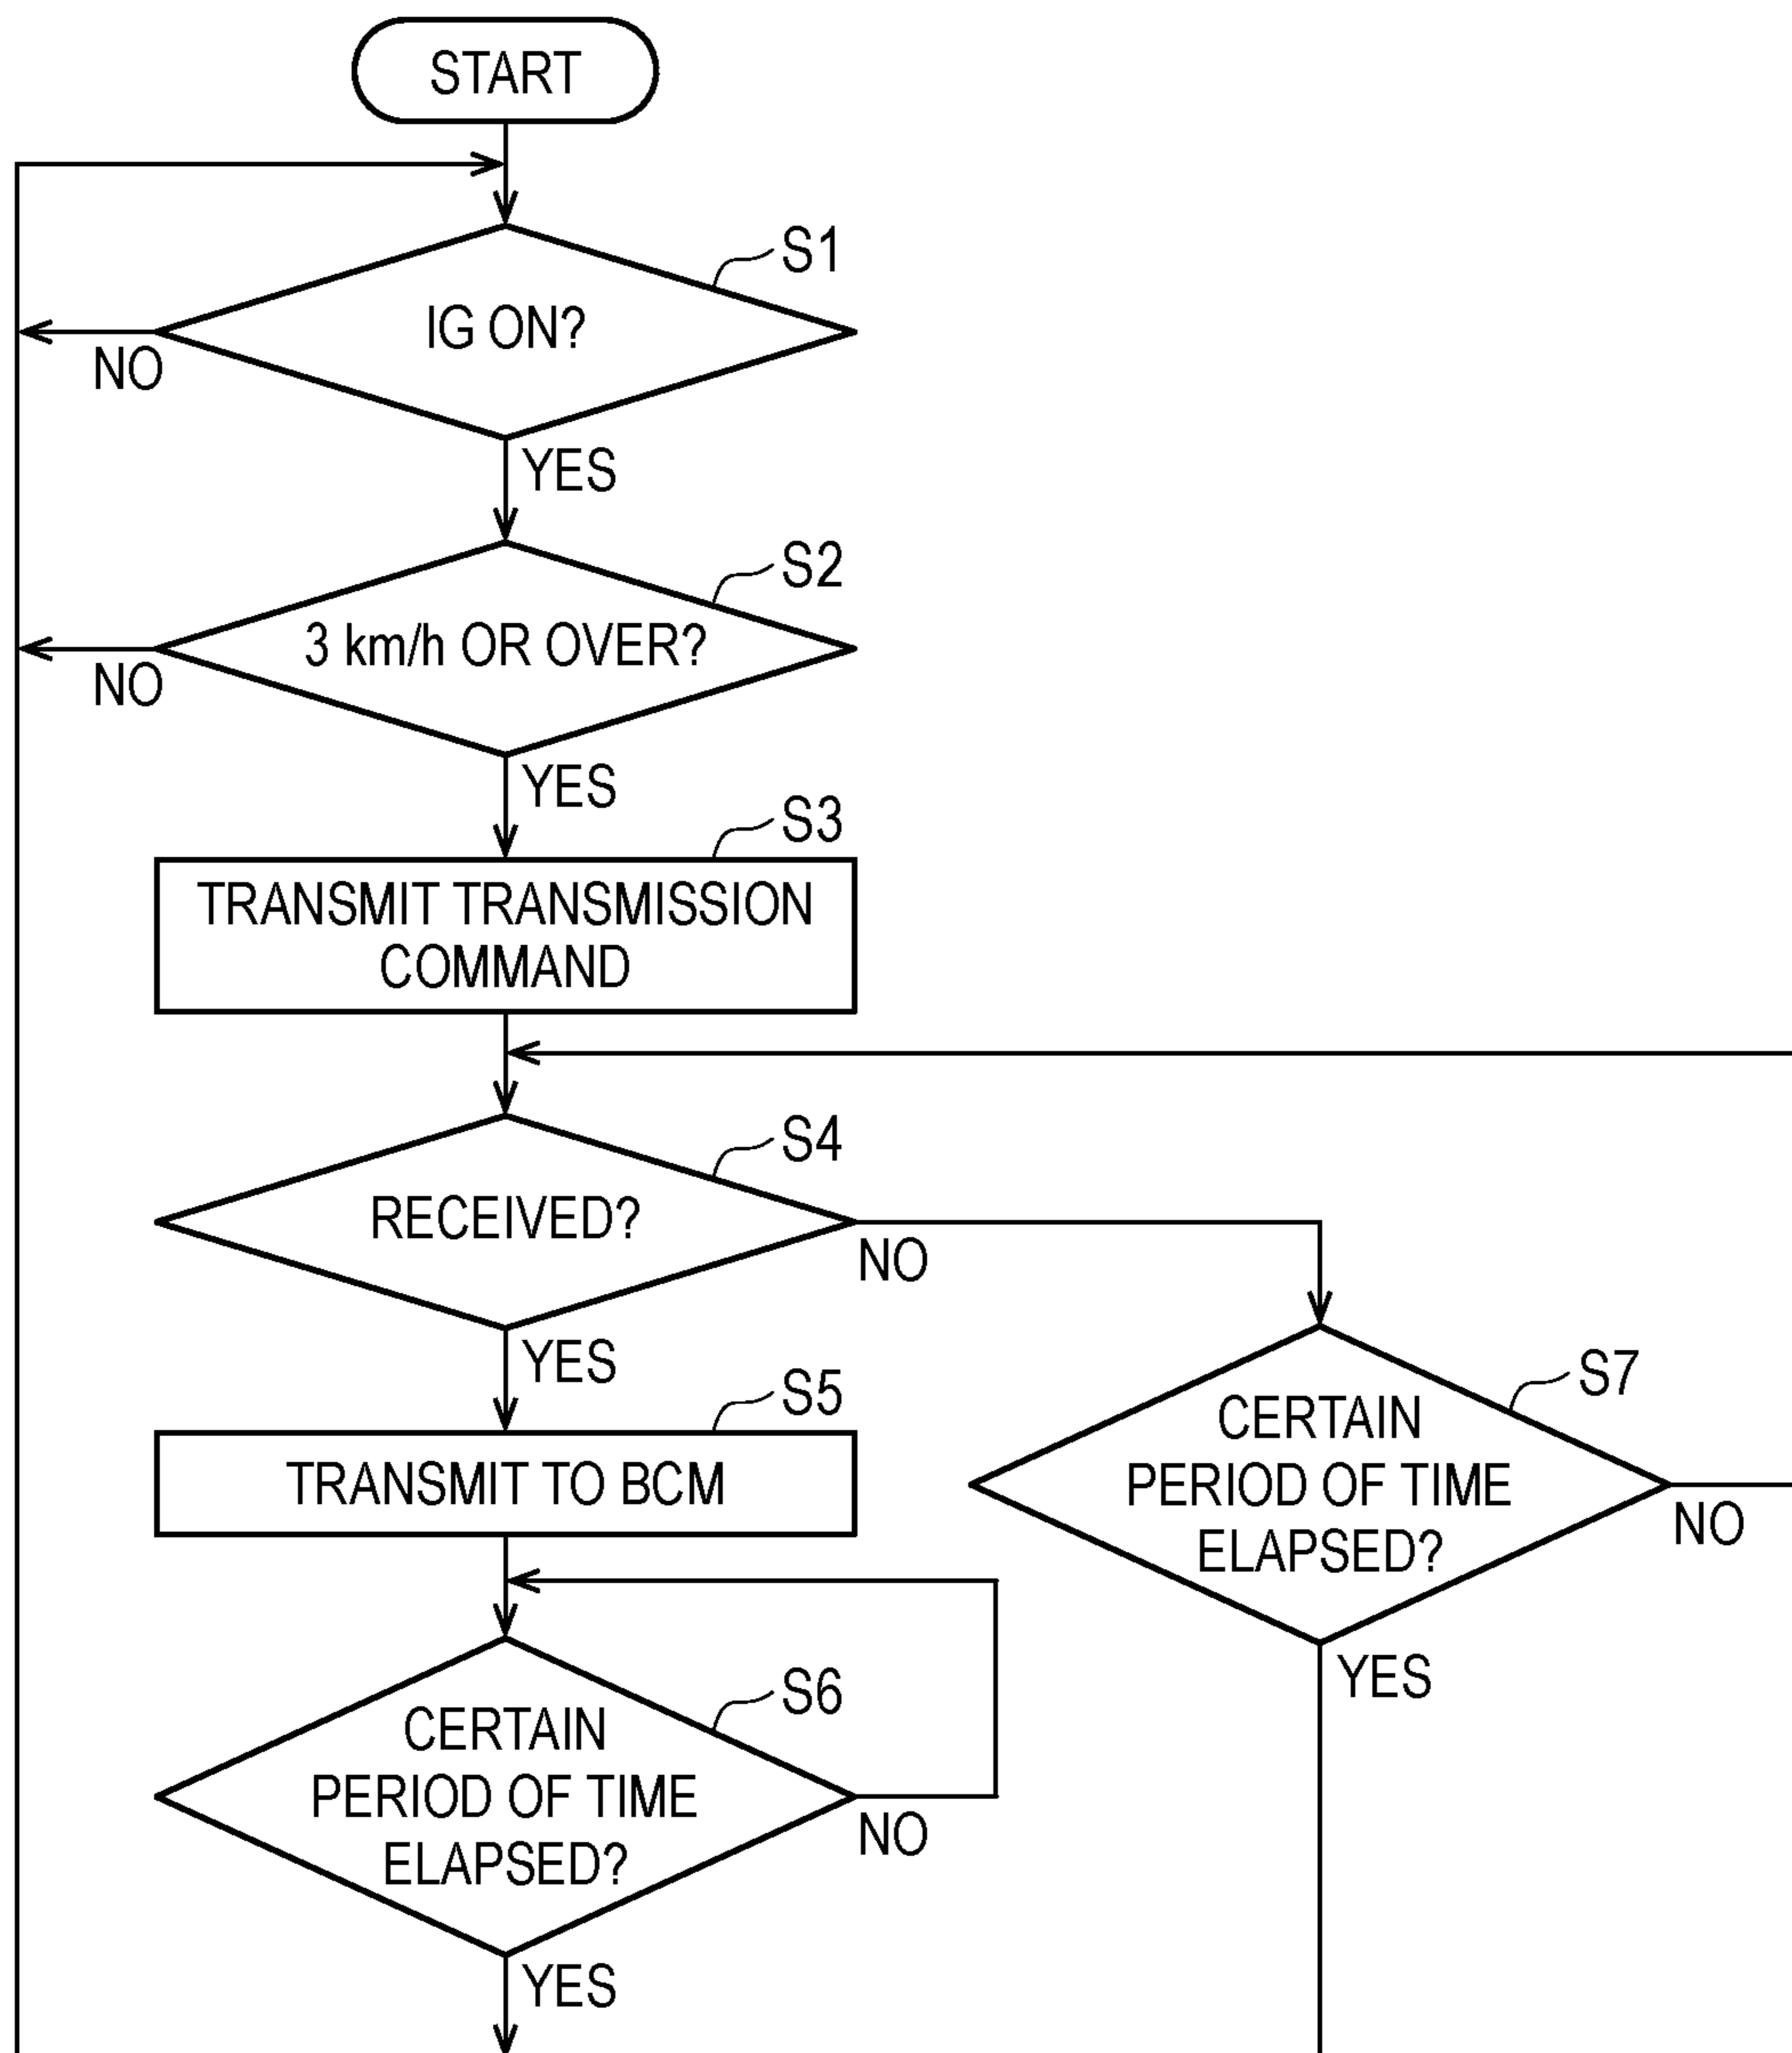 START
S1
IG ON?
NO
YES
S2
3 km/h OR OVER?
NO
YES
S3
TRANSMIT TRANSMISSION
COMMAND
S4
RECEIVED?
NO
YES
S5
TRANSMIT TO BCM
S7
CERTAIN
PERIOD OF TIME
ELAPSED?
NO
YES
S6
CERTAIN
PERIOD OF TIME
ELAPSED?
NO
YES